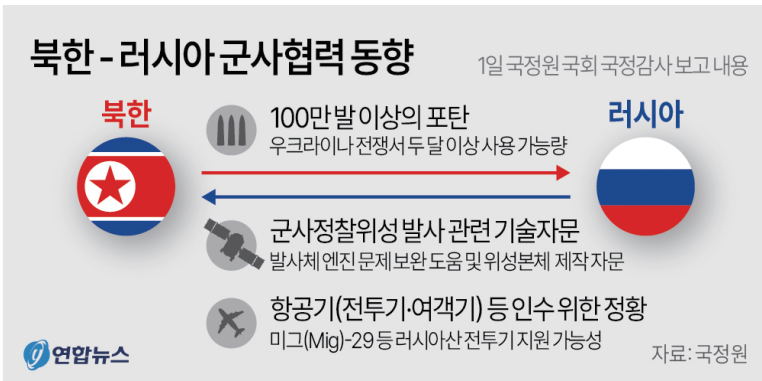 북한 - 러시아 군사협력 동향
1일 국정원 국회 국정감사 보고 내용
북한
러시아
100만 발 이상의 포탄
우크라이나 전쟁서 두 달 이상 사용 가능량
군사정찰위성 발사 관련 기술자문
발사체 엔진 문제 보완 도움 및 위성본체 제작 자문
항공기(전투기·여객기) 등 인수 위한 정황
미그(Mig)-29 등 러시아산 전투기 지원 가능성
연합뉴스
자료: 국정원